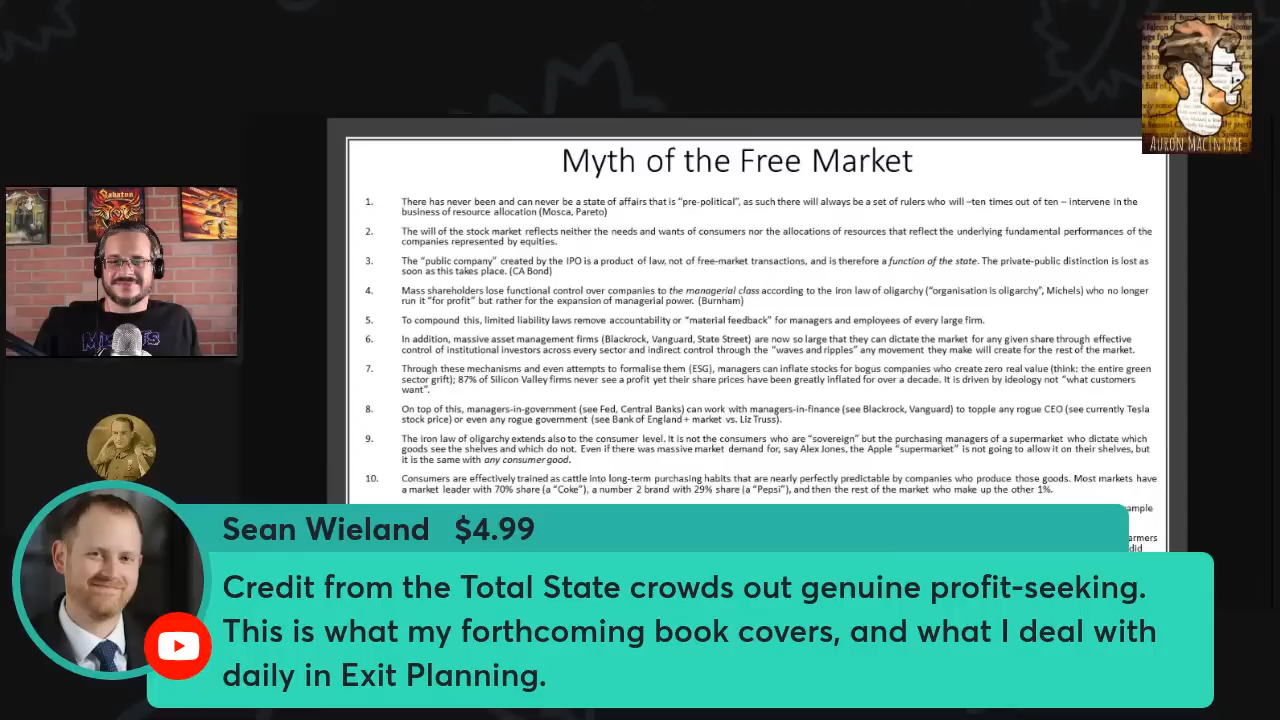 AURON MACINTYRE
Sabaton
Myth of the Free Market
1. There has never been and can never be a state of affairs that is "pre-political", as such there will always be a set of rulers who will –ten times out of ten – intervene in the
business of resource allocation (Mosca, Pareto)
2. The will of the stock market reflects neither the needs and wants of consumers nor the allocations of resources that reflect the underlying fundamental performances of the
companies represented by equities.
3. The "public company" created by the IPO is a product of law, not of free-market transactions, and is therefore a function of the state. The private-public distinction is lost as
soon as this takes place. (CA Bond)
4. Mass shareholders lose functional control over companies to the managerial class according to the iron law of oligarchy ("organisation is oligarchy", Michels) who no longer
run it "for profit" but rather for the expansion of managerial power. (Burnham)
5. To compound this, limited liability laws remove accountability or "material feedback" for managers and employees of every large firm.
6. In addition, massive asset management firms (Blackrock, Vanguard, State Street) are now so large that they can dictate the market for any given share through effective
control of institutional investors across every sector and indirect control through the "waves and ripples" any movement they make will create for the rest of the market.
7. Through these mechanisms and even attempts to formalise them (ESG), managers can inflate stocks for bogus companies who create zero real value (think: the entire green
sector grift); 87% of Silicon Valley firms never see a profit yet their share prices have been greatly inflated for over a decade. It is driven by ideology not "what customers
want".
8. On top of this, managers-in-government (see Fed, Central Banks) can work with managers-in-finance (see Blackrock, Vanguard) to topple any rogue CEO (see currently Tesla
stock price) or even any rogue government (see Bank of England + market vs. Liz Truss).
9. The iron law of oligarchy extends also to the consumer level. It is not the consumers who are "sovereign" but the purchasing managers of a supermarket who dictate which
goods see the shelves and which do not. Even if there was massive market demand for, say Alex Jones, the Apple "supermarket" is not going to allow it on their shelves, but
it is the same with any consumer good.
10. Consumers are effectively trained as cattle into long-term purchasing habits that are nearly perfectly predictable by companies who produce those goods. Most markets have
a market leader with 70% share (a "Coke"), a number 2 brand with 29% share (a "Pepsi"), and then the rest of the market who make up the other 1%.
ample
armers
did
Sean Wieland $4.99
Credit from the Total State crowds out genuine profit-seeking.
This is what my forthcoming book covers, and what I deal with
daily in Exit Planning.